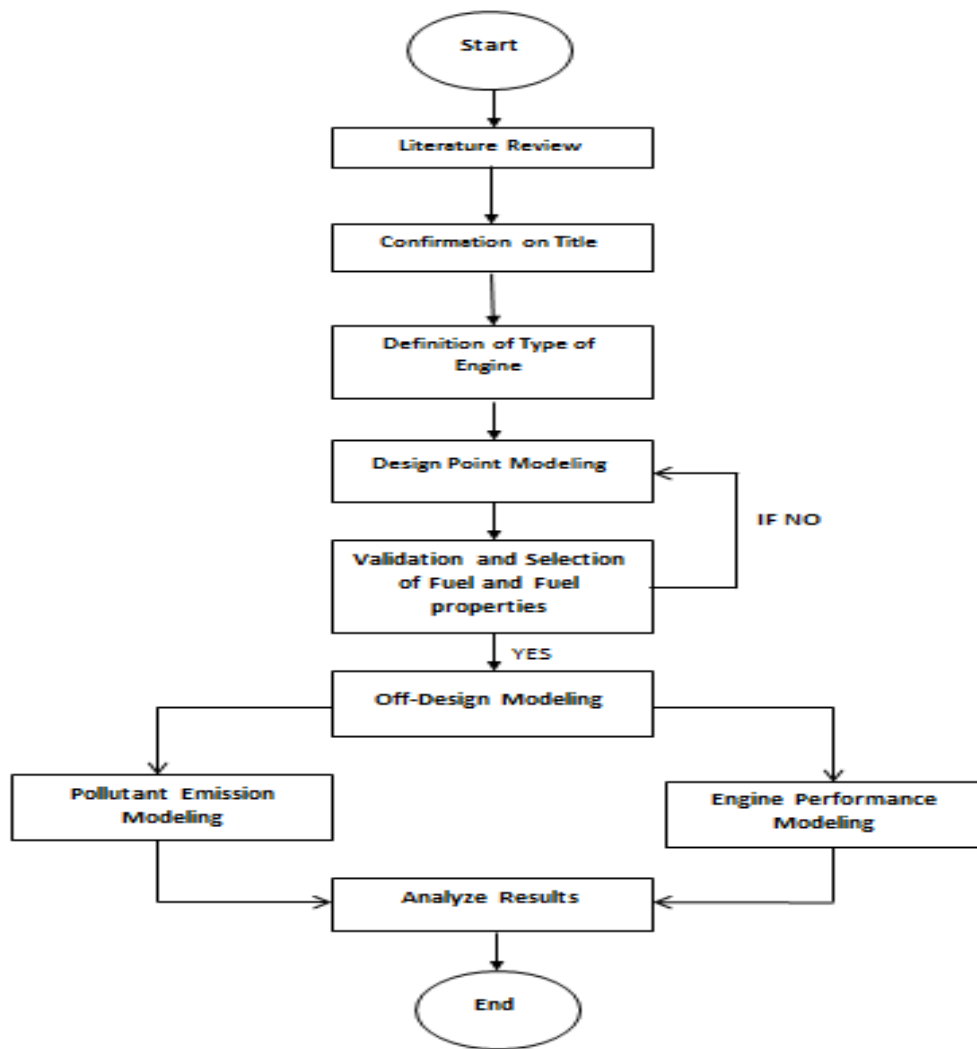 Start
Literature Review
Confirmation on Title
Definition of Type of
Engine
Design Point Modeling
IF NO
Validation and Selection
of Fuel and Fuel
properties
YES
Off-Design Modeling
Pollutant Emission
Modeling
Engine Performance
Modeling
Analyze Results
End